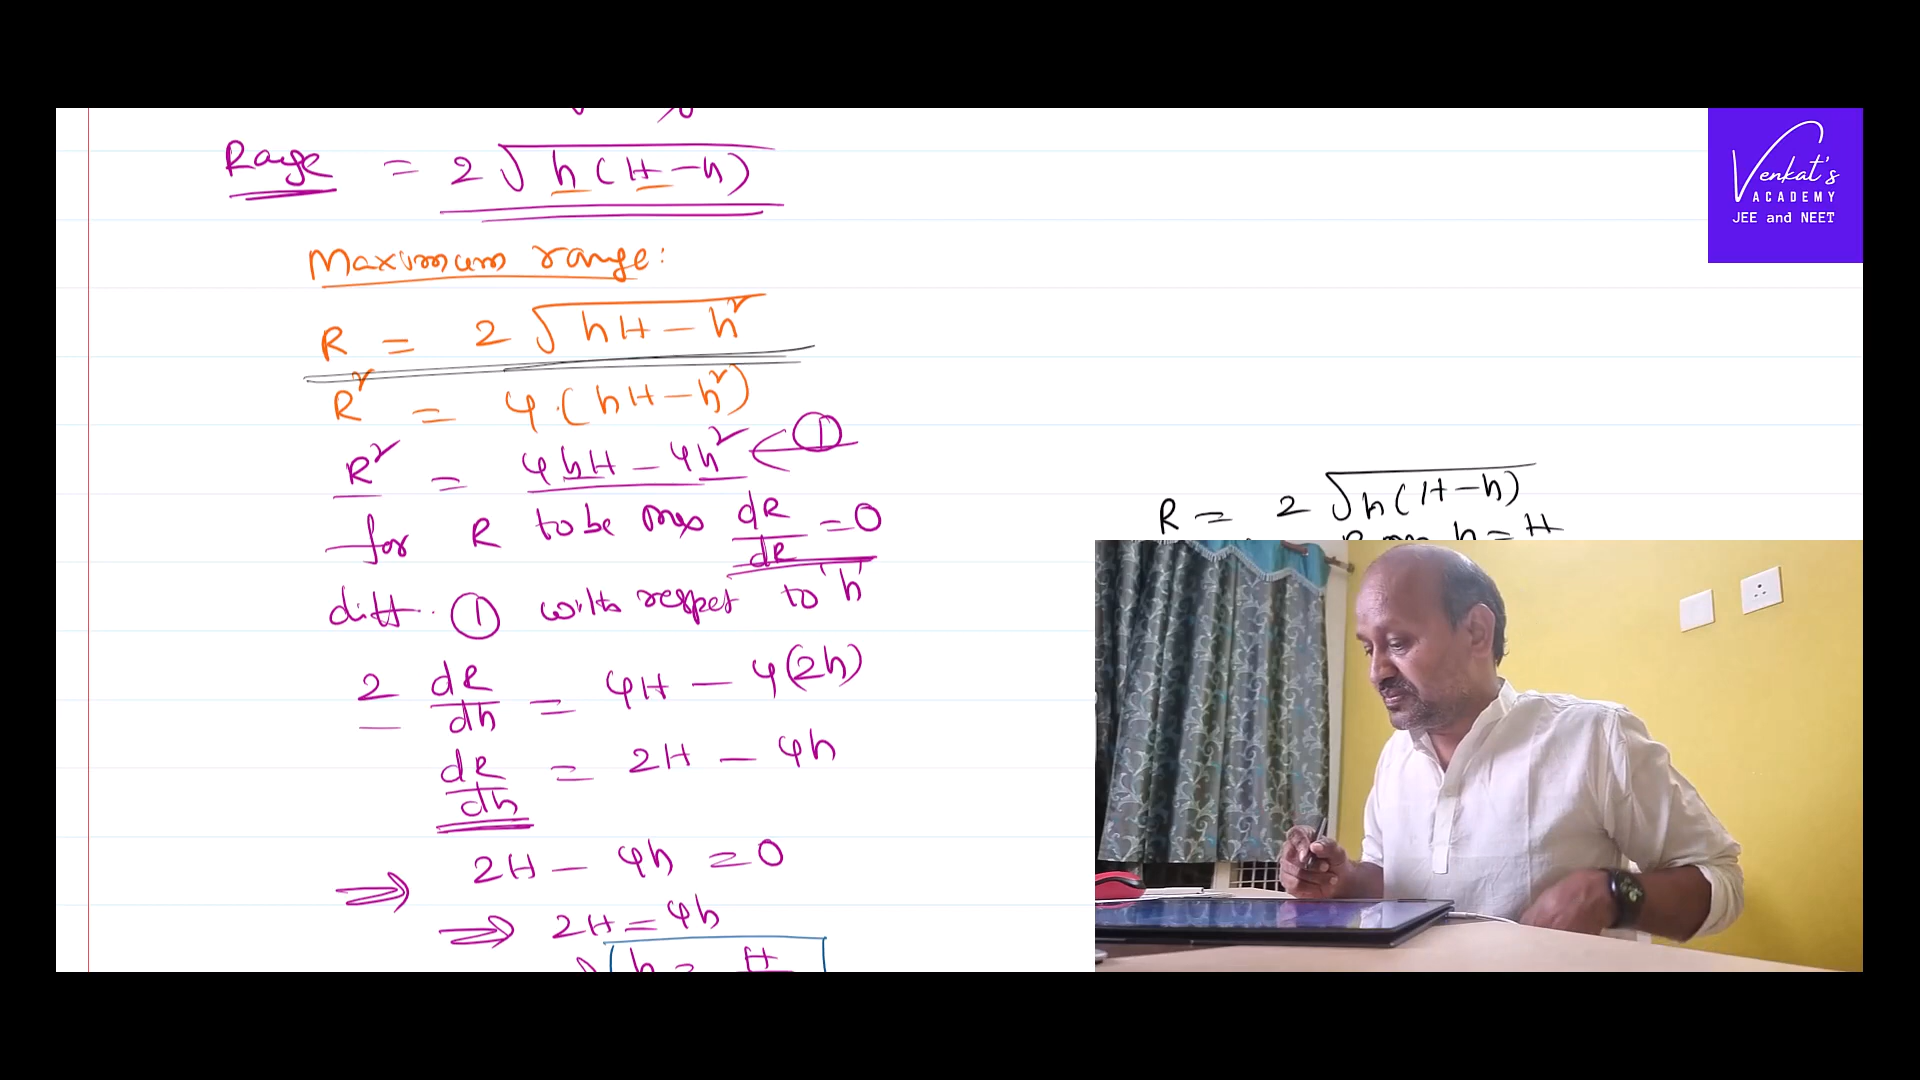 Range = 2√h(H-h)
Maximum range:
R = 2√hH-h²
R² = 4(hH-h²)
R² = 4hH-4h² ← ①
for R to be max dR/dR = 0
diff. ① with respet to 'h'
2 dR/dh = 4H - 4(2h)
dR/dh = 2H - 4h
⇒ 2H - 4h = 0
⇒ 2H = 4h
h = H
R = 2√h(H-h)
h = H
Venkat's
ACADEMY
JEE and NEET